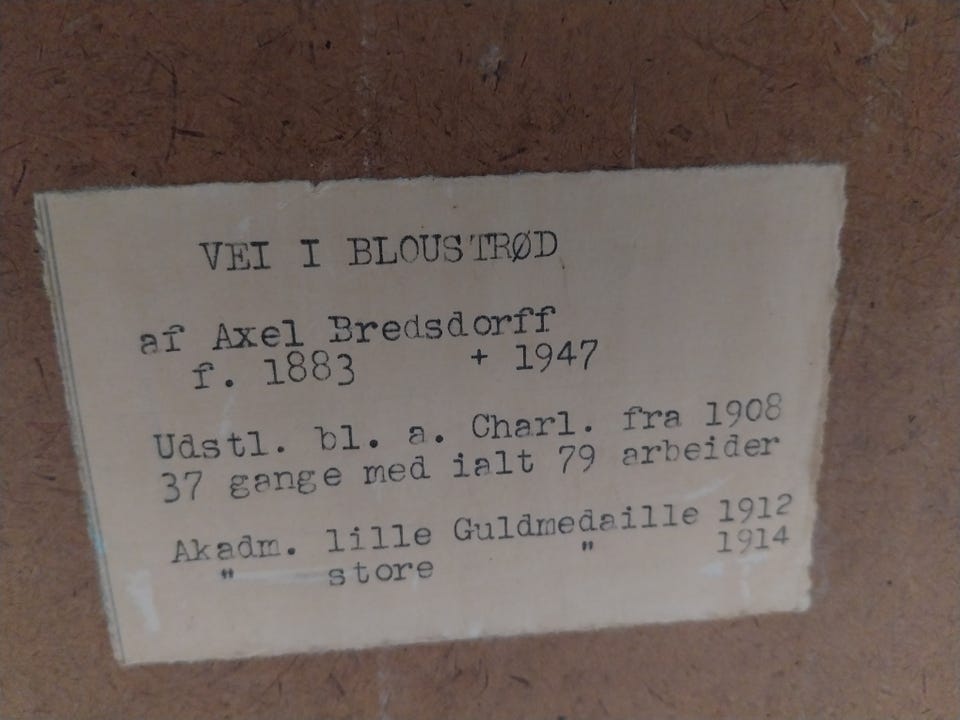 VEI I BLOUSTRØD
af Axel Bredsdorff
f. 1883 + 1947
Udstl. bl. a. Charl. fra 1908
37 gange med ialt 79 arbeider
Akadm. lille Guldmedaille 1912
" store " 1914